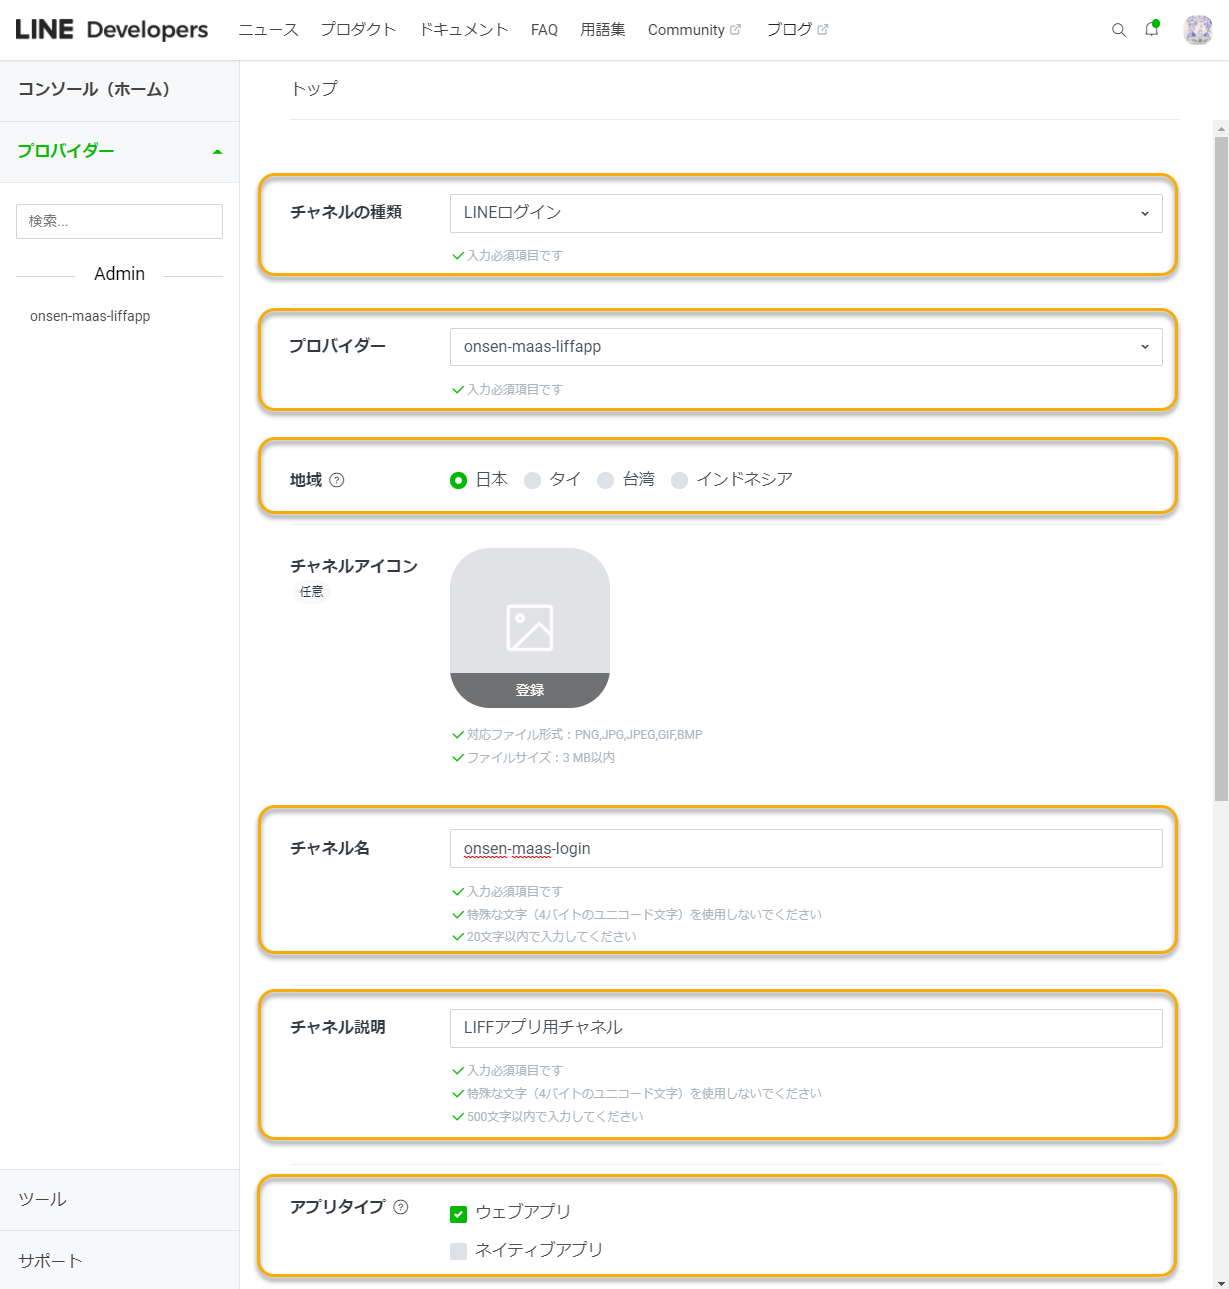 LINE Developers ニュース プロダクト ドキュメント FAQ 用語集 Community ブログ
コンソール（ホーム）
プロバイダー
検索...
Admin
onsen-maas-liffapp
ツール
サポート
トップ
チャネルの種類
LINEログイン
入力必須項目です
プロバイダー
onsen-maas-liffapp
入力必須項目です
地域 ?
日本 タイ 台湾 インドネシア
チャネルアイコン
任意
登録
対応ファイル形式：PNG,JPG,JPEG,GIF,BMP
ファイルサイズ：3 MB以内
チャネル名
onsen-maas-login
入力必須項目です
特殊な文字（4バイトのユニコード文字）を使用しないでください
20文字以内で入力してください
チャネル説明
LIFFアプリ用チャネル
入力必須項目です
特殊な文字（4バイトのユニコード文字）を使用しないでください
500文字以内で入力してください
アプリタイプ ?
ウェブアプリ
ネイティブアプリ